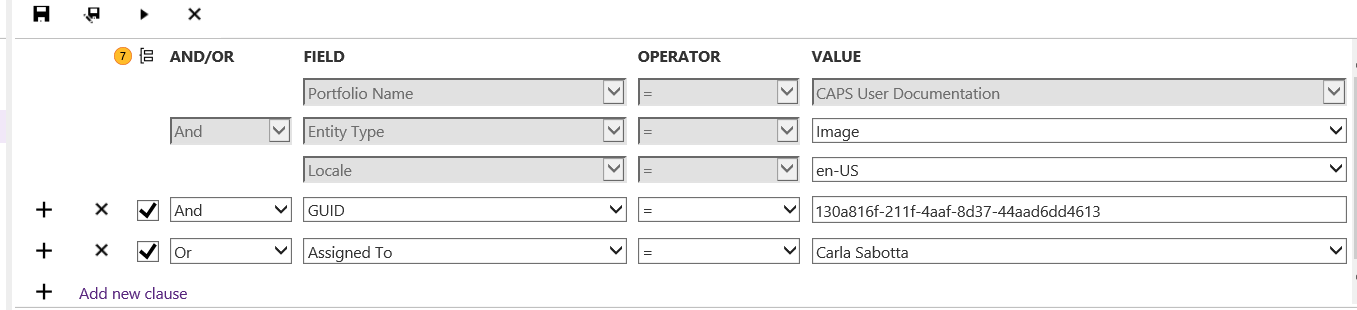 7 AND/OR FIELD OPERATOR VALUE
Portfolio Name = CAPS User Documentation
And Entity Type = Image
Locale = en-US
And GUID = 130a816f-211f-4aaf-8d37-44aad6dd4613
Or Assigned To = Carla Sabotta
Add new clause